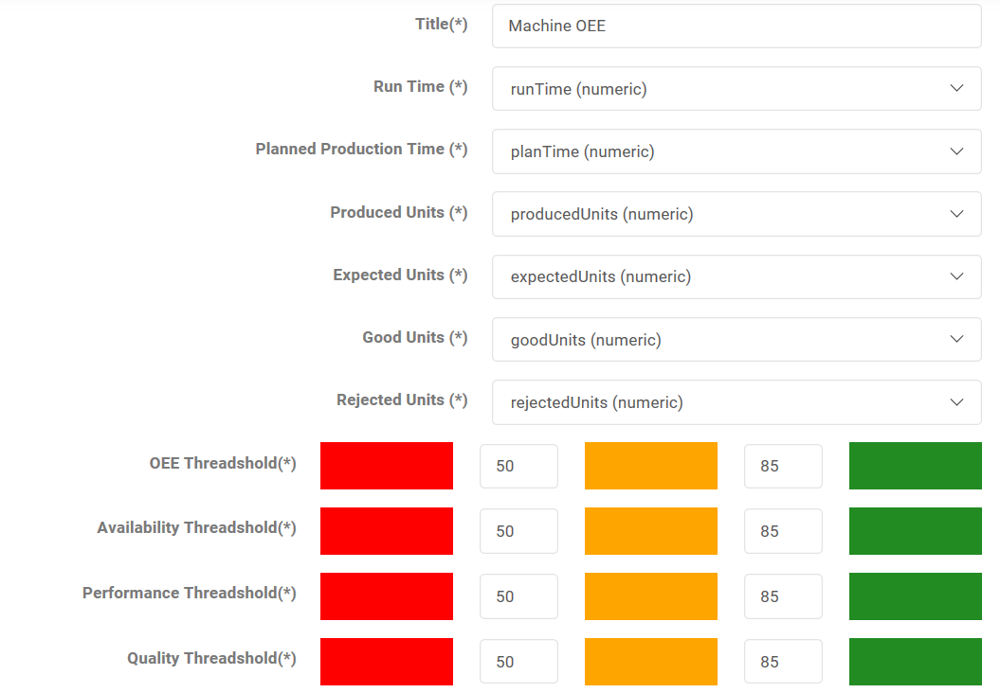 Title(*) Machine OEE
Run Time (*) runTime (numeric)
Planned Production Time (*) planTime (numeric)
Produced Units (*) producedUnits (numeric)
Expected Units (*) expectedUnits (numeric)
Good Units (*) goodUnits (numeric)
Rejected Units (*) rejectedUnits (numeric)
OEE Threadshold(*) 50 85
Availability Threadshold(*) 50 85
Performance Threadshold(*) 50 85
Quality Threadshold(*) 50 85